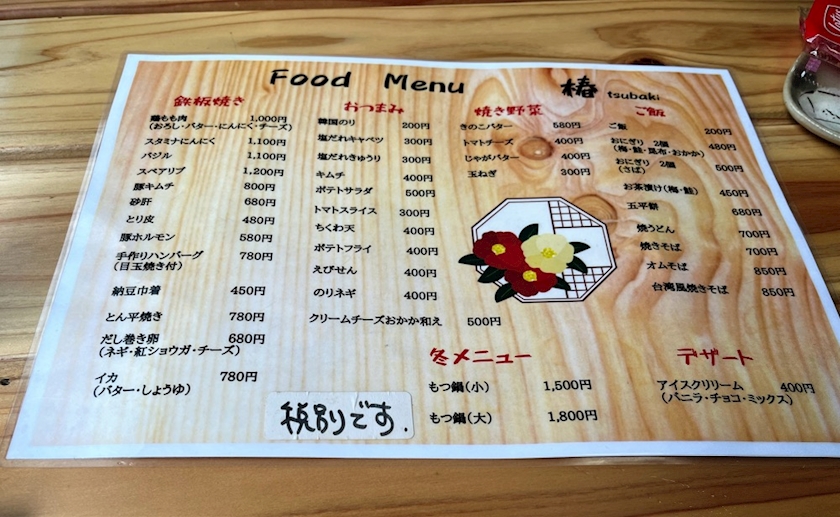 Food Menu 椿 tsubaki
鉄板焼き
鶏もも肉 1,000円
(おろし・バター・にんにく・チーズ)
スタミナにんにく 1,100円
バジル 1,100円
スペアリブ 1,200円
豚キムチ 800円
砂肝 680円
とり皮 480円
豚ホルモン 580円
手作りハンバーグ 780円
(目玉焼き付)
納豆巾着 450円
とん平焼き 780円
だし巻き卵 680円
(ネギ・紅ショウガ・チーズ)
イカ 780円
(バター・しょうゆ)
おつまみ
韓国のり 200円
塩だれキャベツ 300円
塩だれきゅうり 300円
キムチ 400円
ポテトサラダ 500円
トマトスライス 300円
ちくわ天 400円
ポテトフライ 400円
えびせん 400円
のりネギ 400円
クリームチーズおかか和え 500円
焼き野菜
きのこバター 580円
トマトチーズ 400円
じゃがバター 400円
玉ねぎ 300円
ご飯
ご飯 200円
おにぎり 2個 480円
(梅・鮭・昆布・おかか)
おにぎり 2個 500円
(さば)
お茶漬け(梅・鮭) 450円
五平餅 680円
焼うどん 700円
焼きそば 700円
オムそば 850円
台湾風焼きそば 850円
冬メニュー
もつ鍋(小) 1,500円
もつ鍋(大) 1,800円
デザート
アイスクリリーム 400円
(バニラ・チョコ・ミックス)
税別です.